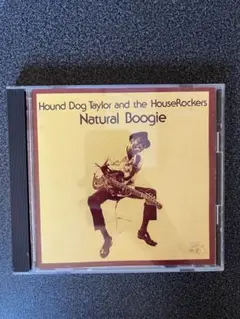 Hound Dog Taylor and the HouseRockers
Natural Boogie